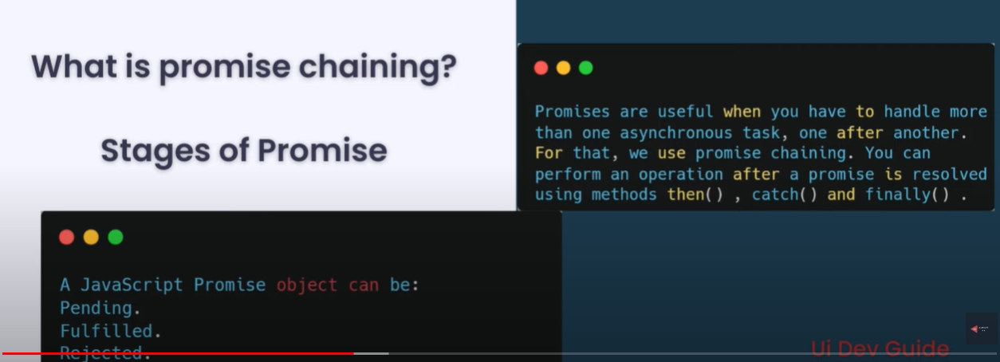 What is promise chaining?
Stages of Promise
Promises are useful when you have to handle more
than one asynchronous task, one after another.
For that, we use promise chaining. You can
perform an operation after a promise is resolved
using methods then() , catch() and finally() .
A JavaScript Promise object can be:
Pending.
Fulfilled.
Rejected.
Ui Dev Guide